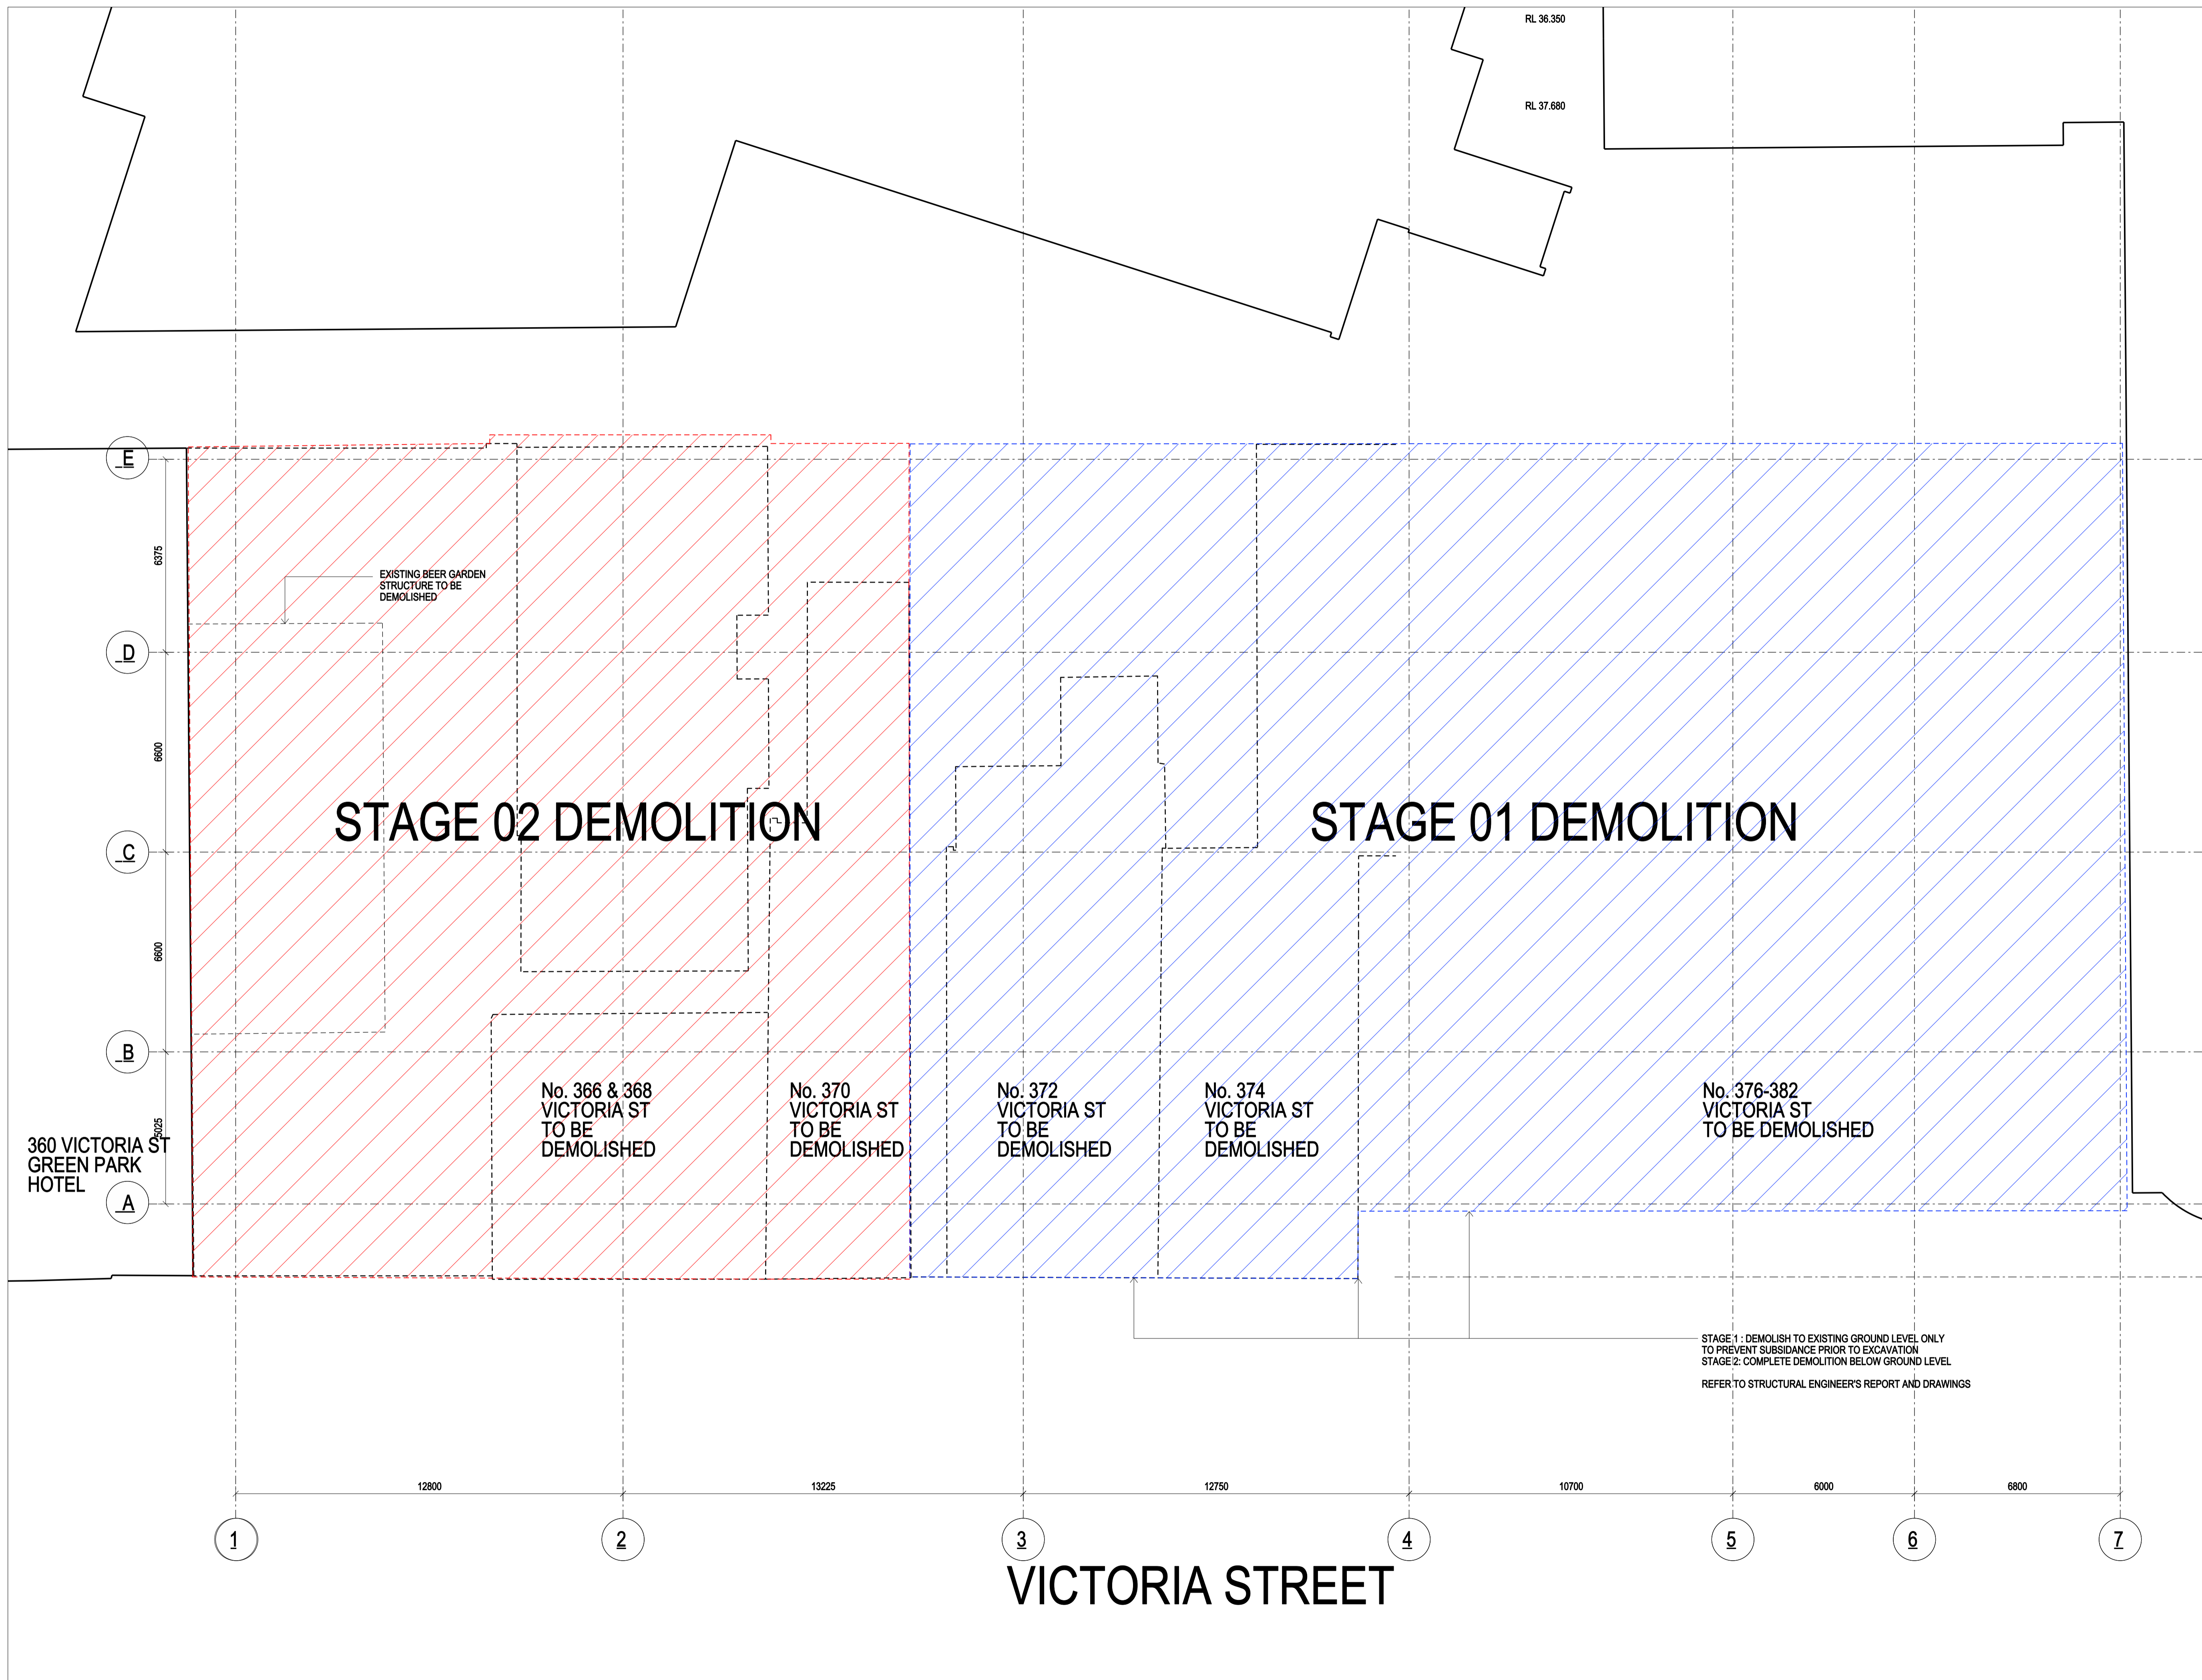 RL 36.350
RL 37.680
E
6375
EXISTING BEER GARDEN
STRUCTURE TO BE
DEMOLISHED
D
6600
STAGE 02 DEMOLITION
STAGE 01 DEMOLITION
C
6600
B
5025
No. 366 & 368
VICTORIA ST
TO BE
DEMOLISHED
No. 370
VICTORIA ST
TO BE
DEMOLISHED
No. 372
VICTORIA ST
TO BE
DEMOLISHED
No. 374
VICTORIA ST
TO BE
DEMOLISHED
No. 376-382
VICTORIA ST
TO BE DEMOLISHED
360 VICTORIA ST
GREEN PARK
HOTEL
A
STAGE 1 : DEMOLISH TO EXISTING GROUND LEVEL ONLY
TO PREVENT SUBSIDANCE PRIOR TO EXCAVATION
STAGE 2: COMPLETE DEMOLITION BELOW GROUND LEVEL
REFER TO STRUCTURAL ENGINEER'S REPORT AND DRAWINGS
12800
13225
12750
10700
6000
6800
1
2
3
4
5
6
7
VICTORIA STREET